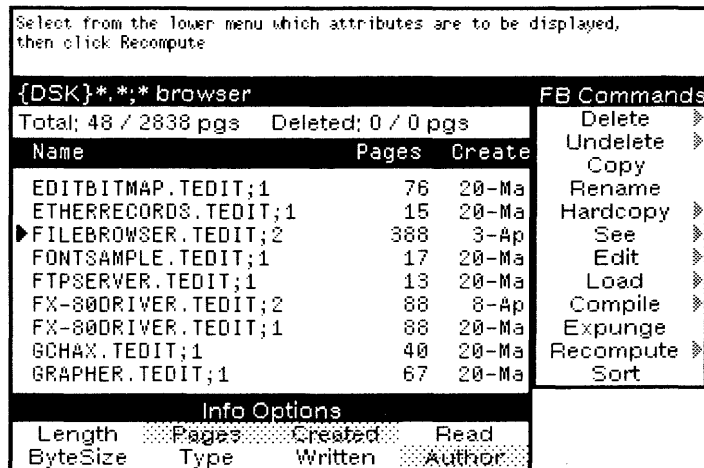 Select from the lower menu which attributes are to be displayed,
then click Recompute
{DSK}*.*;* browser
Total: 48 / 2838 pgs Deleted: 0 / 0 pgs
Name Pages Create
EDITBITMAP.TEDIT;1 76 20-Ma
ETHERRECORDS.TEDIT;1 15 20-Ma
FILEBROWSER.TEDIT;2 388 3-Ap
FONTSAMPLE.TEDIT;1 17 20-Ma
FTPSERVER.TEDIT;1 13 20-Ma
FX-80DRIVER.TEDIT;2 88 8-Ap
FX-80DRIVER.TEDIT;1 88 20-Ma
GCHAX.TEDIT;1 40 20-Ma
GRAPHER.TEDIT;1 67 20-Ma
Info Options
Length Pages Created Read
ByteSize Type Written Author
FB Commands
Delete
Undelete
Copy
Rename
Hardcopy
See
Edit
Load
Compile
Expunge
Recompute
Sort